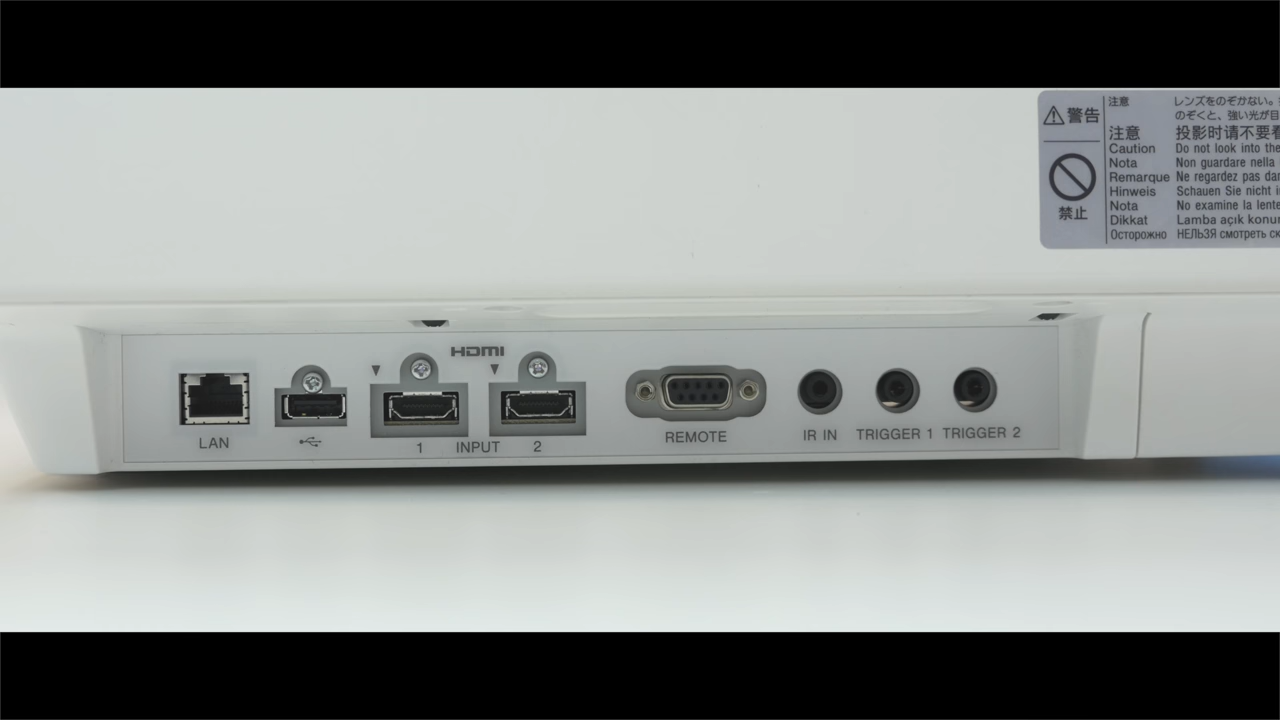 警告
禁止
注意 レンズをのぞかない。
のぞくと、強い光が目
注意 投影时请不要看
Caution Do not look into the
Nota Non guardare nella
Remarque Ne regardez pas dan
Hinweis Schauen Sie nicht i
Nota No examine la lente
Dikkat Lamba açık konu
Осторожно НЕЛЬЗЯ смотреть ск
HDMI
LAN
1 INPUT 2
REMOTE
IR IN
TRIGGER 1
TRIGGER 2